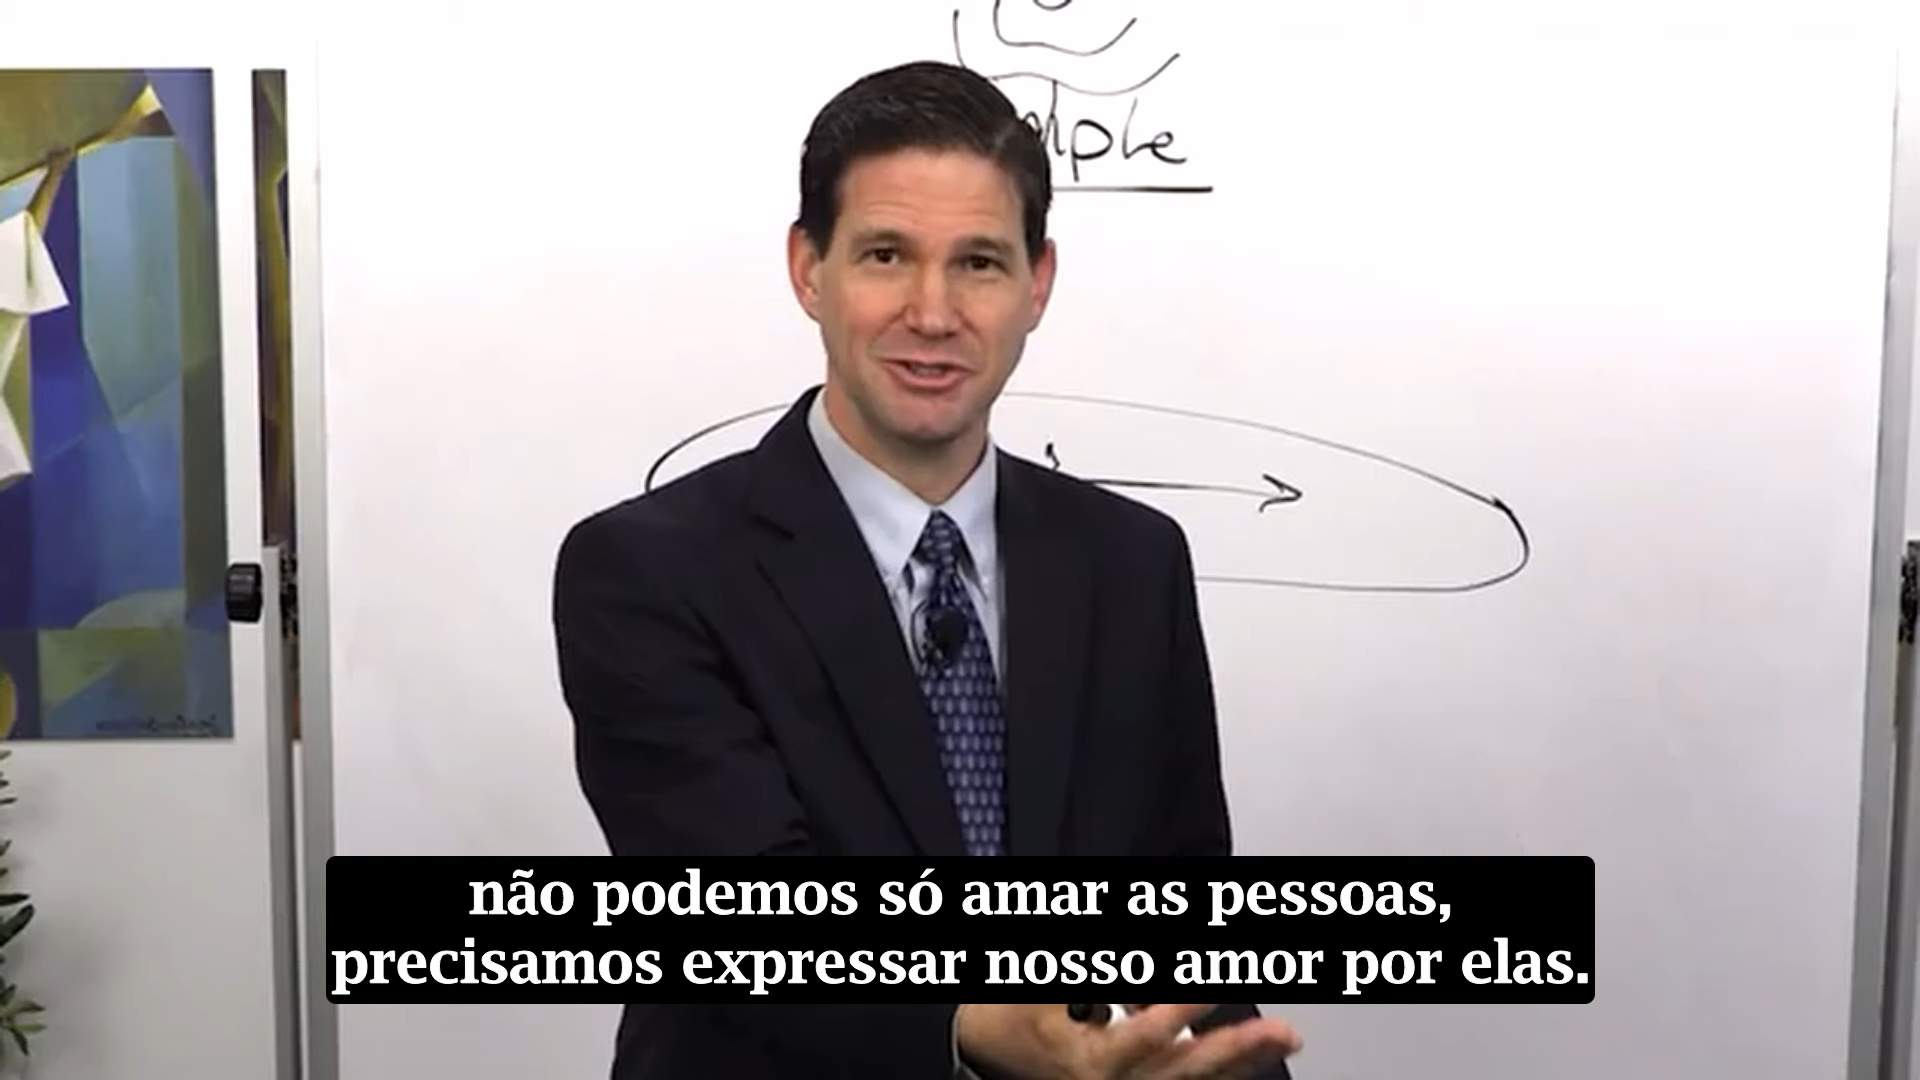 não podemos só amar as pessoas,
precisamos expressar nosso amor por elas.